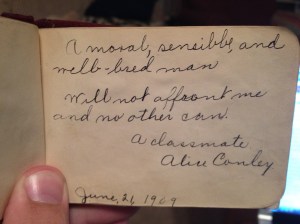 A moral, sensible, and
well-bred man
Will not affront me
and no other can.
A classmate
Alice Conley
June, 26 1909